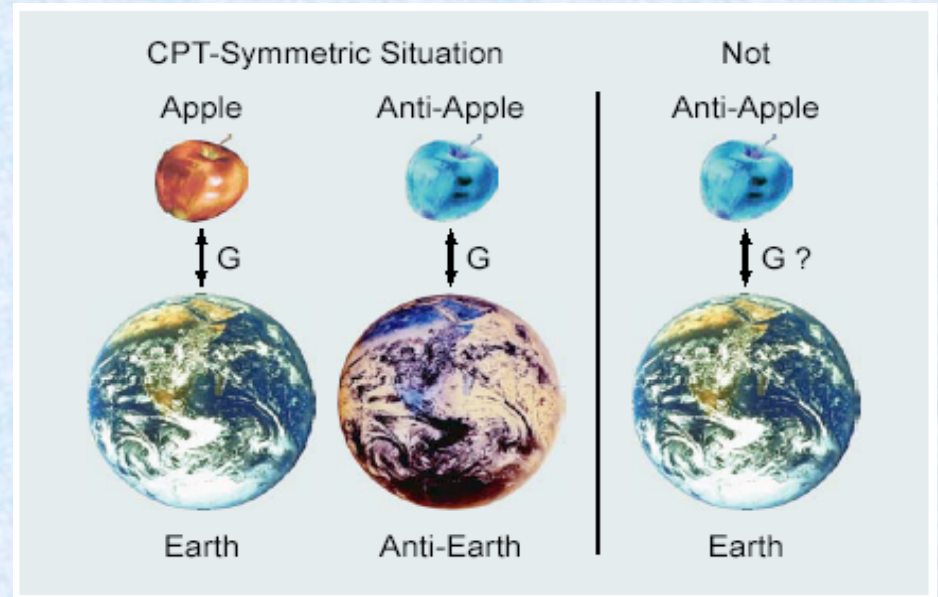 CPT-Symmetric Situation
Not
Apple
Anti-Apple
Anti-Apple
G
G
G ?
Earth
Anti-Earth
Earth